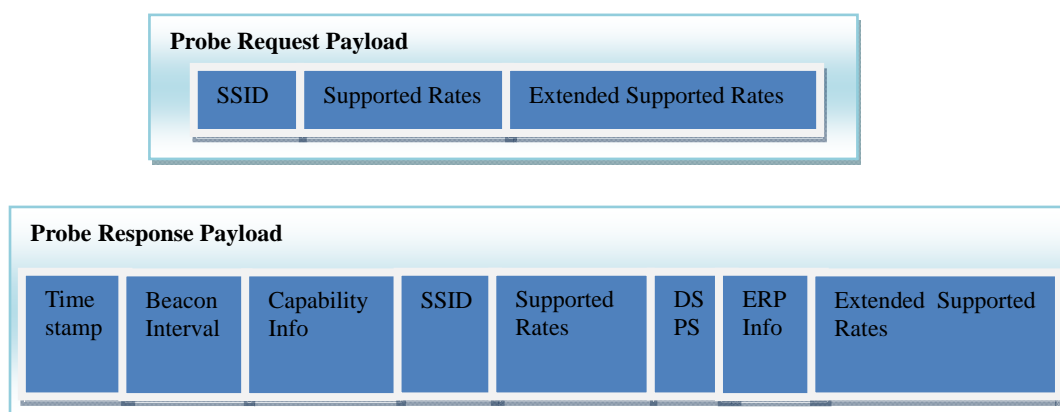 Probe Request Payload
SSID
Supported Rates
Extended Supported Rates
Probe Response Payload
Time
stamp
Beacon
Interval
Capability
Info
SSID
Supported
Rates
DS
PS
ERP
Info
Extended Supported
Rates